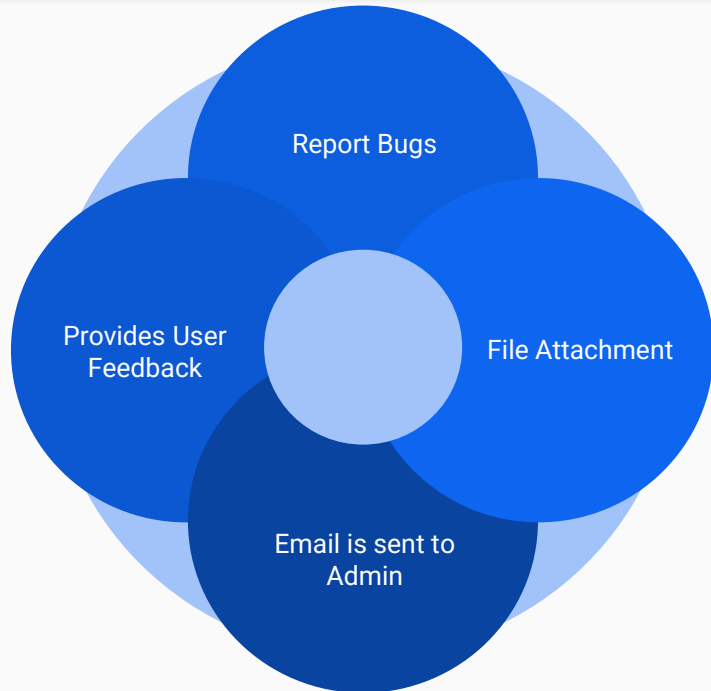 Report Bugs
Provides User
Feedback
File Attachment
Email is sent to
Admin